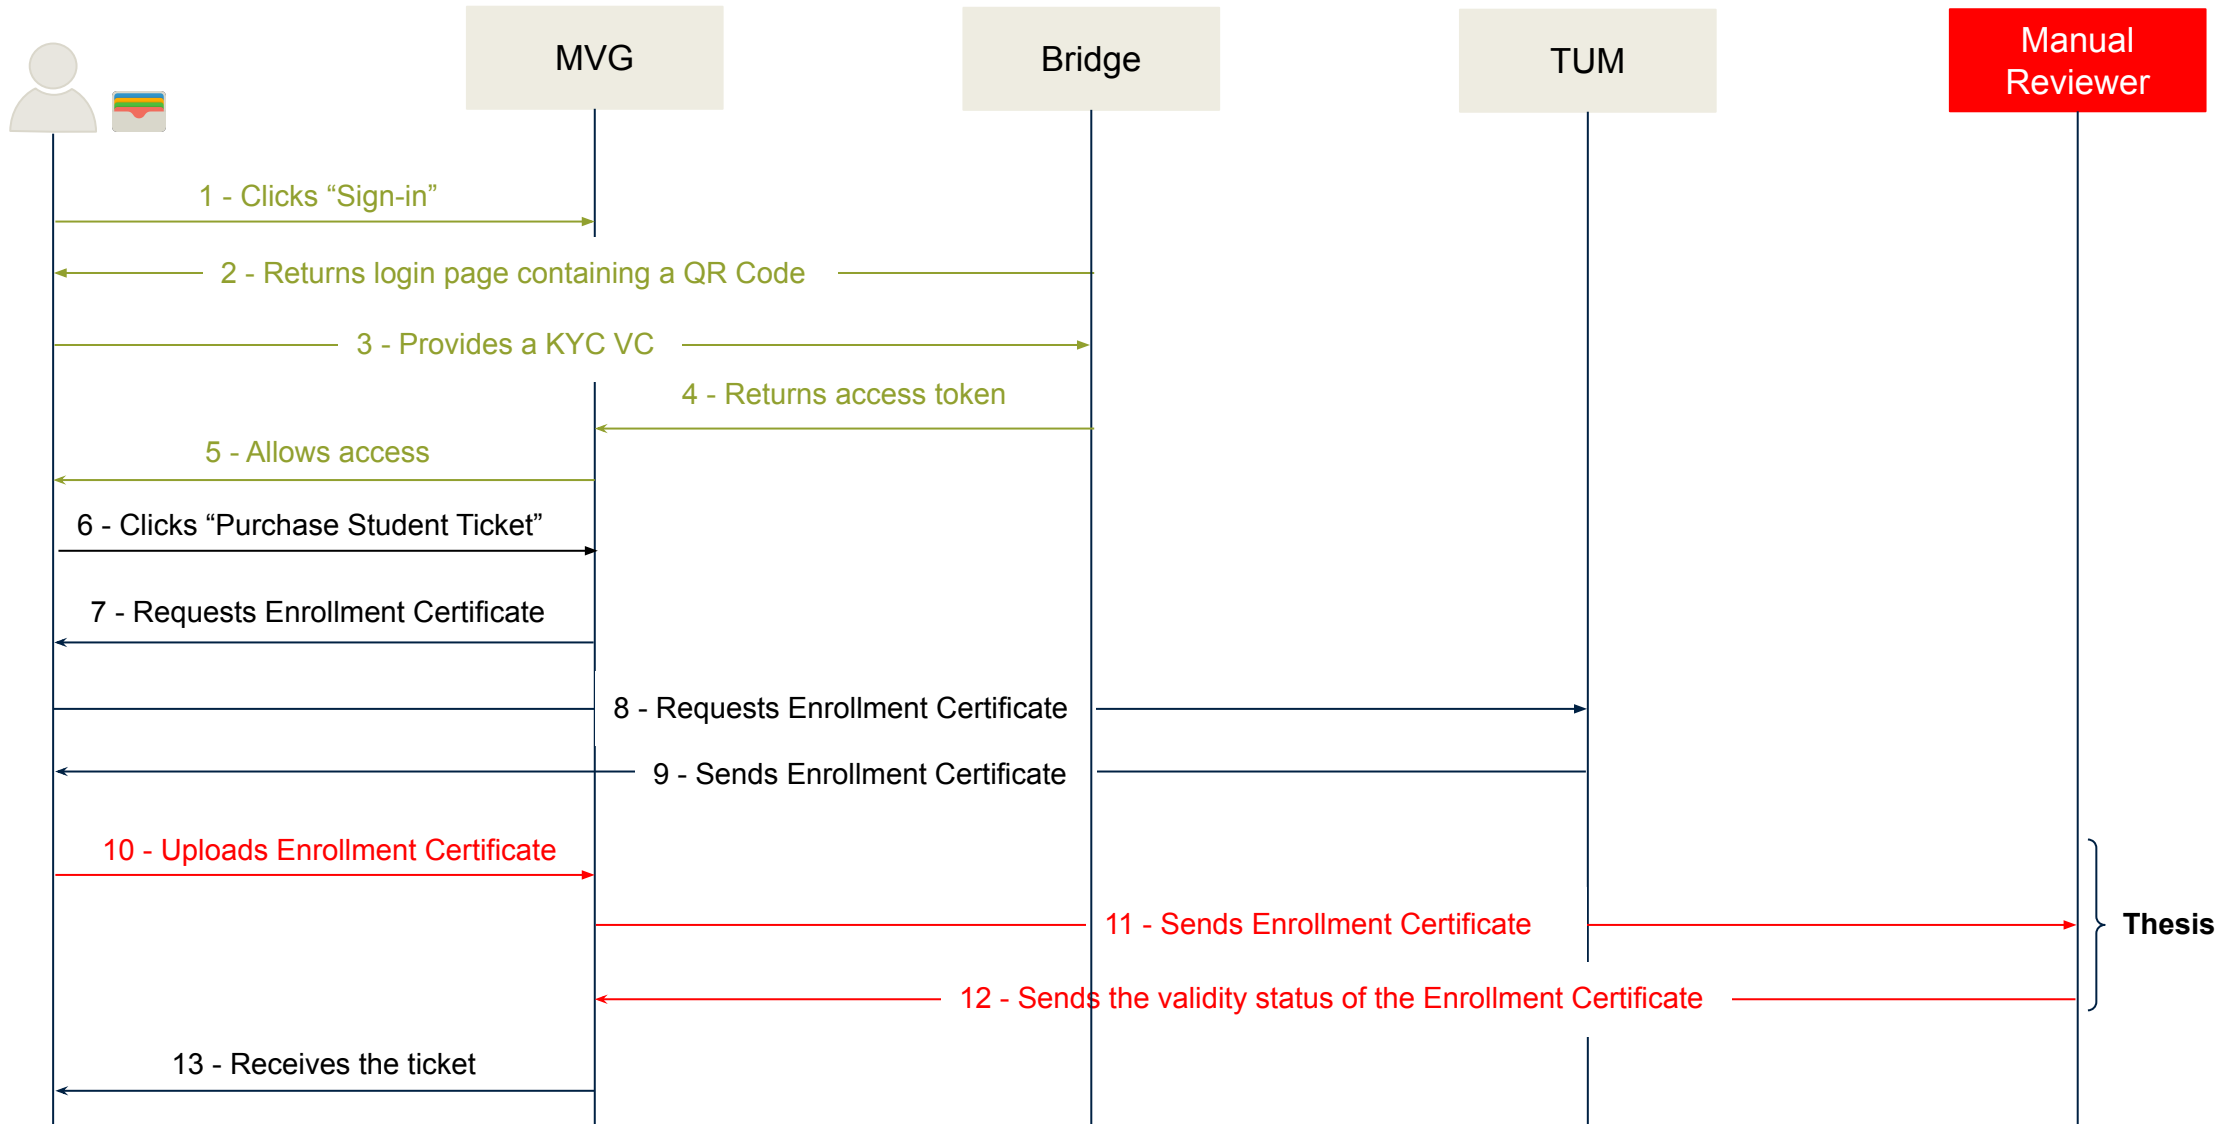 MVG
Bridge
TUM
Manual
Reviewer
1 - Clicks “Sign-in”
2 - Returns login page containing a QR Code
3 - Provides a KYC VC
4 - Returns access token
5 - Allows access
6 - Clicks “Purchase Student Ticket”
7 - Requests Enrollment Certificate
8 - Requests Enrollment Certificate
9 - Sends Enrollment Certificate
10 - Uploads Enrollment Certificate
11 - Sends Enrollment Certificate
Thesis
12 - Sends the validity status of the Enrollment Certificate
13 - Receives the ticket